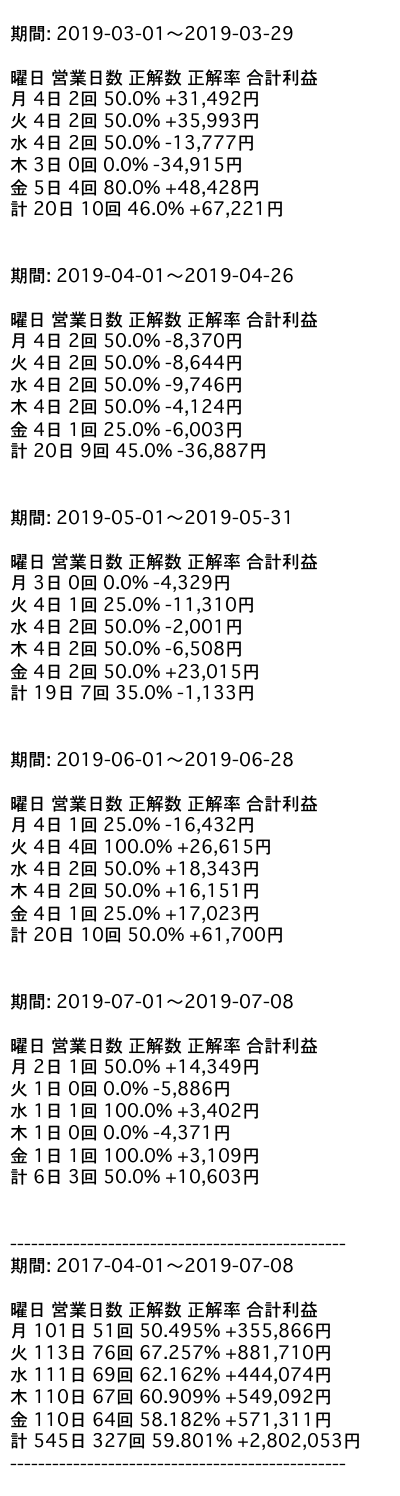 期間: 2019-03-01〜2019-03-29
曜日 営業日数 正解数 正解率 合計利益
月 4日 2回 50.0% +31,492円
火 4日 2回 50.0% +35,993円
水 4日 2回 50.0% -13,777円
木 3日 0回 0.0% -34,915円
金 5日 4回 80.0% +48,428円
計 20日 10回 46.0% +67,221円
期間: 2019-04-01〜2019-04-26
曜日 営業日数 正解数 正解率 合計利益
月 4日 2回 50.0% -8,370円
火 4日 2回 50.0% -8,644円
水 4日 2回 50.0% -9,746円
木 4日 2回 50.0% -4,124円
金 4日 1回 25.0% -6,003円
計 20日 9回 45.0% -36,887円
期間: 2019-05-01〜2019-05-31
曜日 営業日数 正解数 正解率 合計利益
月 3日 0回 0.0% -4,329円
火 4日 1回 25.0% -11,310円
水 4日 2回 50.0% -2,001円
木 4日 2回 50.0% -6,508円
金 4日 2回 50.0% +23,015円
計 19日 7回 35.0% -1,133円
期間: 2019-06-01〜2019-06-28
曜日 営業日数 正解数 正解率 合計利益
月 4日 1回 25.0% -16,432円
火 4日 4回 100.0% +26,615円
水 4日 2回 50.0% +18,343円
木 4日 2回 50.0% +16,151円
金 4日 1回 25.0% +17,023円
計 20日 10回 50.0% +61,700円
期間: 2019-07-01〜2019-07-08
曜日 営業日数 正解数 正解率 合計利益
月 2日 1回 50.0% +14,349円
火 1日 0回 0.0% -5,886円
水 1日 1回 100.0% +3,402円
木 1日 0回 0.0% -4,371円
金 1日 1回 100.0% +3,109円
計 6日 3回 50.0% +10,603円
------------------------------------------------
期間: 2017-04-01〜2019-07-08
曜日 営業日数 正解数 正解率 合計利益
月 101日 51回 50.495% +355,866円
火 113日 76回 67.257% +881,710円
水 111日 69回 62.162% +444,074円
木 110日 67回 60.909% +549,092円
金 110日 64回 58.182% +571,311円
計 545日 327回 59.801% +2,802,053円
------------------------------------------------